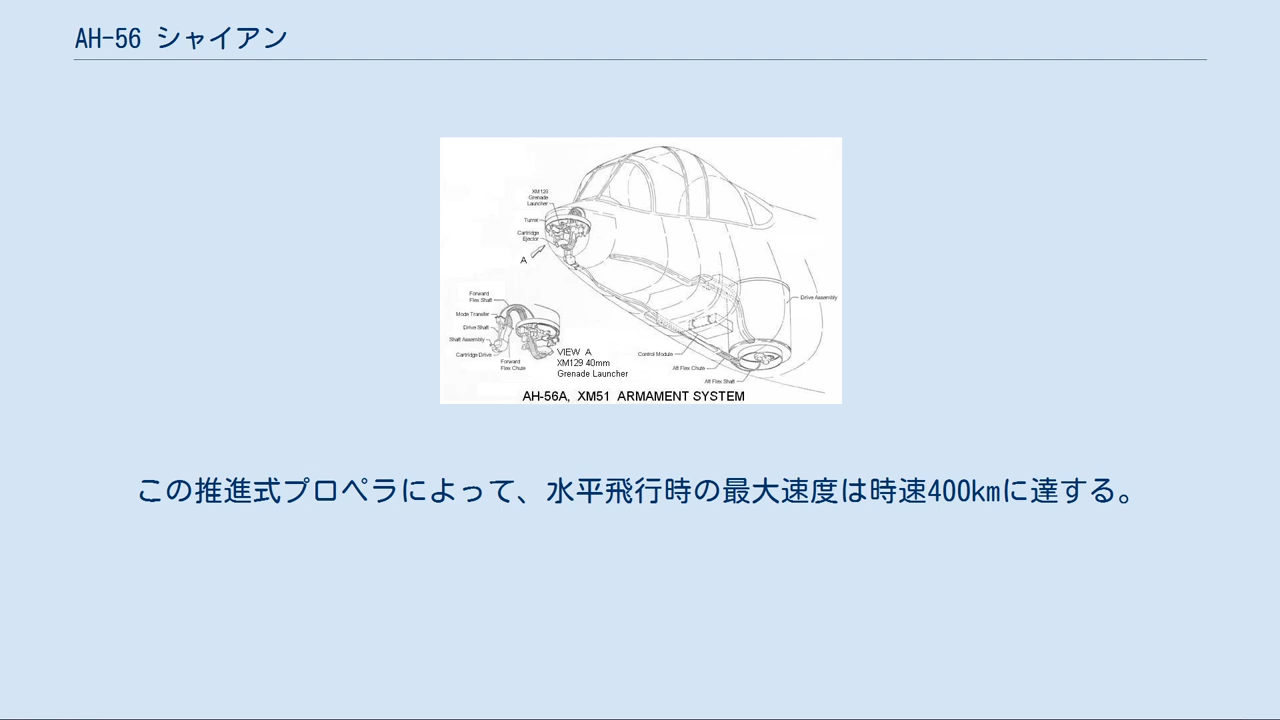 AH-56 シャイアン
XM129
Grenade
Launcher
Turret
Cartridge
Ejector
A
Forward
Flex Shaft
Mode Transfer
Drive Shaft
Shaft Assembly
Cartridge Drive
Forward
Flex Chute
VIEW A
XM129 40mm
Grenade Launcher
Drive Assembly
Control Module
Aft Flex Chute
Aft Flex Shaft
AH-56A, XM51 ARMAMENT SYSTEM
この推進式プロペラによって、水平飛行時の最大速度は時速400kmに達する。